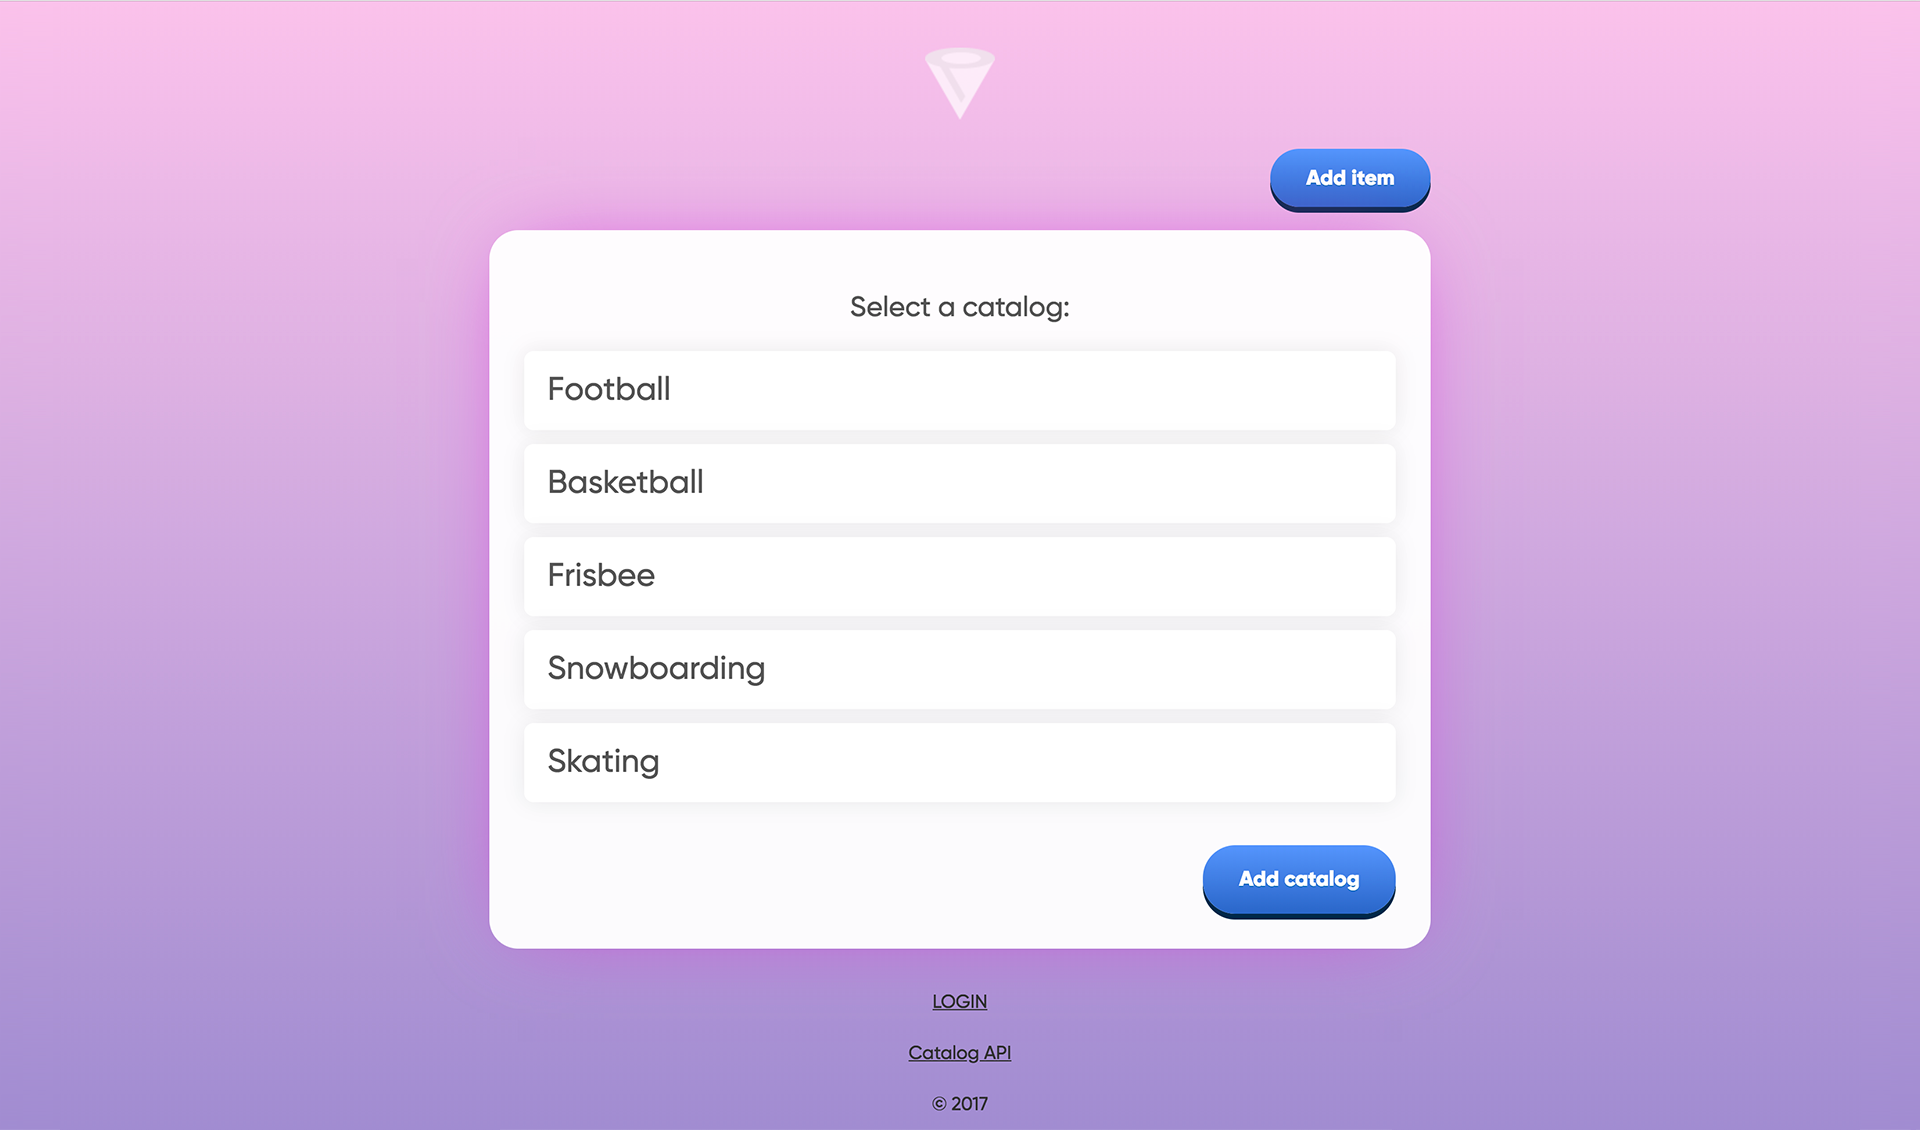 Add item
Select a catalog:
Football
Basketball
Frisbee
Snowboarding
Skating
Add catalog
LOGIN
Catalog API
© 2017